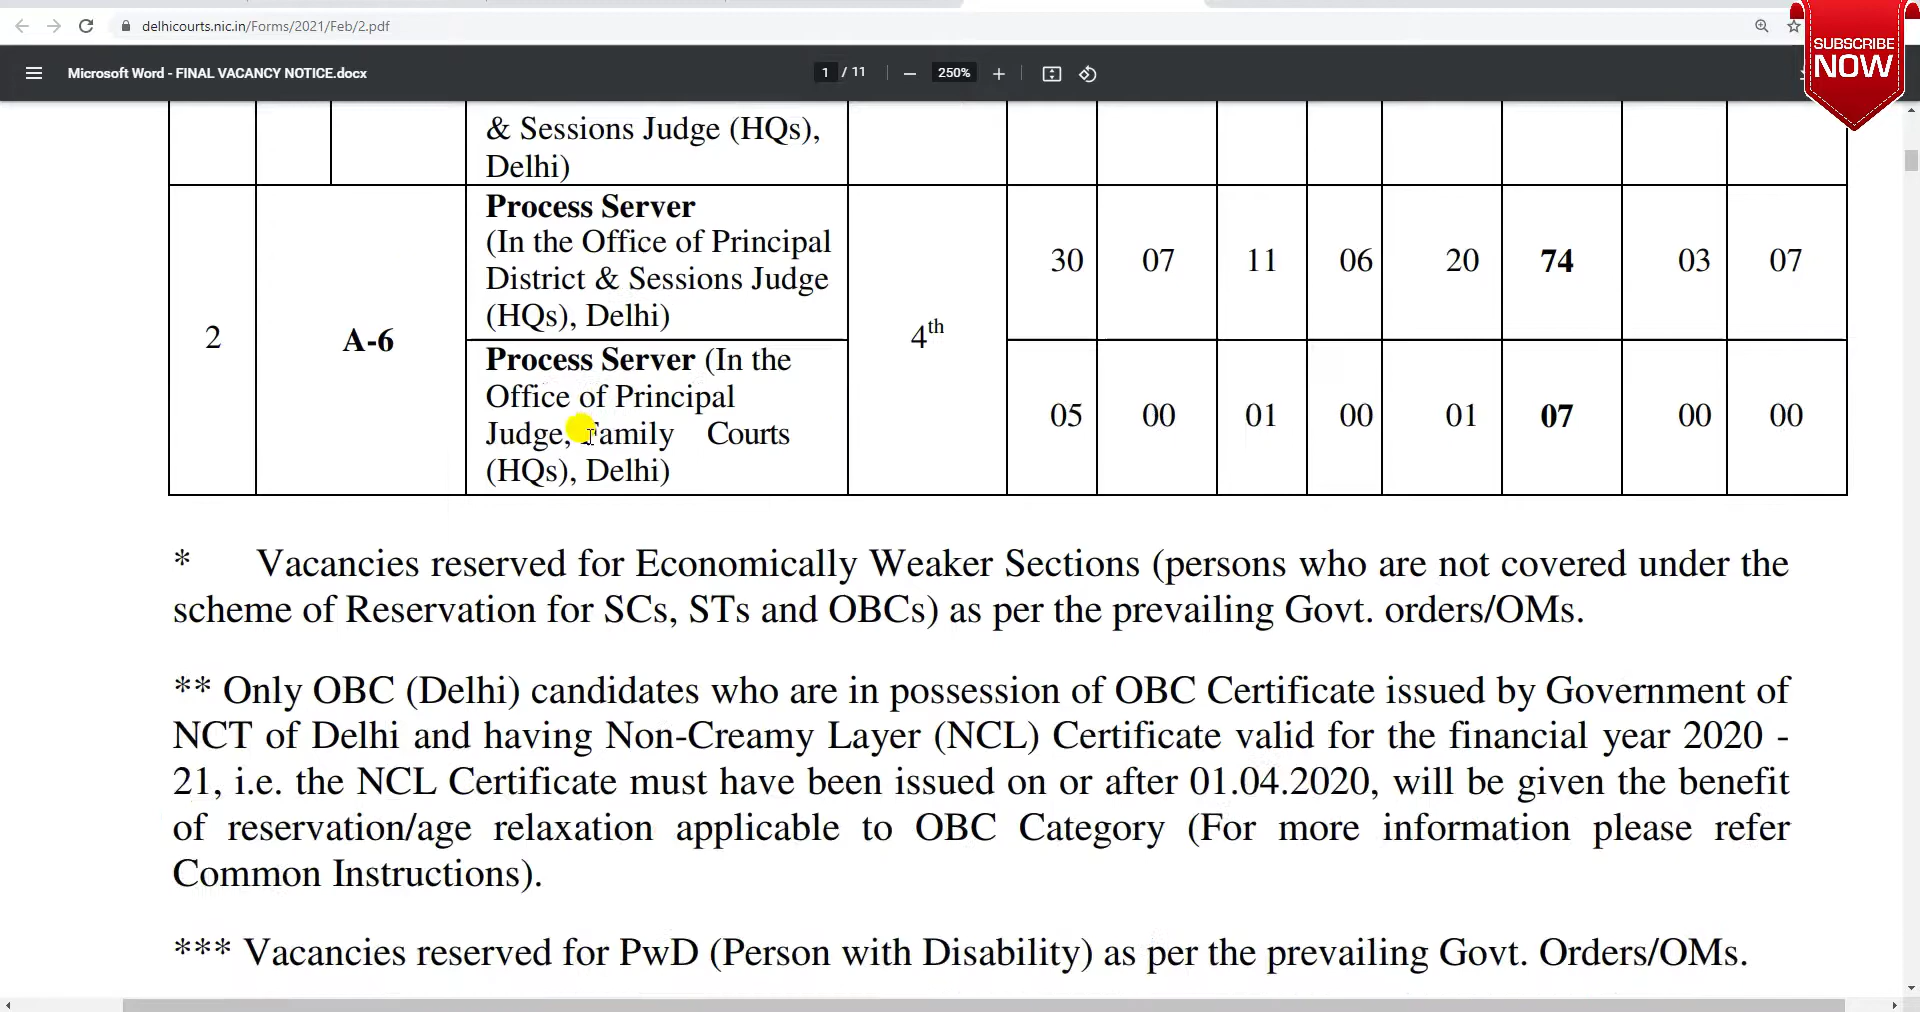 delhicourts.nic.in/Forms/2021/Feb/2.pdf
SUBSCRIBE
NOW
Microsoft Word - FINAL VACANCY NOTICE.docx
1 / 11
250%
& Sessions Judge (HQs),
Delhi)
2
A-6
Process Server
(In the Office of Principal
District & Sessions Judge
(HQs), Delhi)
4th
30 07 11 06 20 74 03 07
Process Server (In the
Office of Principal
Judge, Family Courts
(HQs), Delhi)
05 00 01 00 01 07 00 00
* Vacancies reserved for Economically Weaker Sections (persons who are not covered under the
scheme of Reservation for SCs, STs and OBCs) as per the prevailing Govt. orders/OMs.
** Only OBC (Delhi) candidates who are in possession of OBC Certificate issued by Government of
NCT of Delhi and having Non-Creamy Layer (NCL) Certificate valid for the financial year 2020 -
21, i.e. the NCL Certificate must have been issued on or after 01.04.2020, will be given the benefit
of reservation/age relaxation applicable to OBC Category (For more information please refer
Common Instructions).
*** Vacancies reserved for PwD (Person with Disability) as per the prevailing Govt. Orders/OMs.